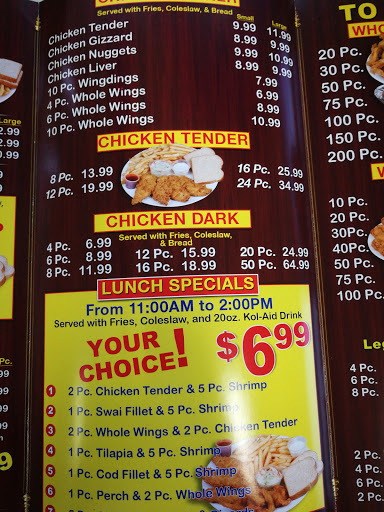 Served with Fries, Coleslaw, & Bread
Small Large
Chicken Tender 9.99 11.99
Chicken Gizzard 8.99 9.99
Chicken Nuggets 9.99 10.99
Chicken Liver 8.99 9.99
10 Pc. Wingdings 7.99
4 Pc. Whole Wings 6.99
6 Pc. Whole Wings 8.99
10 Pc. Whole Wings 10.99
CHICKEN TENDER
8 Pc. 13.99 16 Pc. 25.99
12 Pc. 19.99 24 Pc. 34.99
CHICKEN DARK
Served with Fries, Coleslaw,
& Bread
4 Pc. 6.99 12 Pc. 15.99 20 Pc. 24.99
6 Pc. 8.99 16 Pc. 18.99 50 Pc. 64.99
8 Pc. 11.99
LUNCH SPECIALS
From 11:00AM to 2:00PM
Served with Fries, Coleslaw, and 20oz. Kol-Aid Drink
YOUR
CHOICE! $6.99
1 2 Pc. Chicken Tender & 5 Pc. Shrimp
2 1 Pc. Swai Fillet & 5 Pc. Shrimp
3 2 Pc. Whole Wings & 2 Pc. Chicken Tender
4 1 Pc. Tilapia & 5 Pc. Shrimp
5 1 Pc. Cod Fillet & 5 Pc. Shrimp
6 1 Pc. Perch & 2 Pc. Whole Wings
Large
2.99
.99
Pc.
TO
20 Pc.
30 Pc.
50 Pc.
75 Pc.
100 Pc.
150 Pc.
200 Pc.
10 Pc.
20 Pc.
30Pc.
40Pc.
50 Pc.
75 Pc.
100 Pc.
4 Pc.
6 Pc.
8 Pc.
2 Pc.
4 Pc.